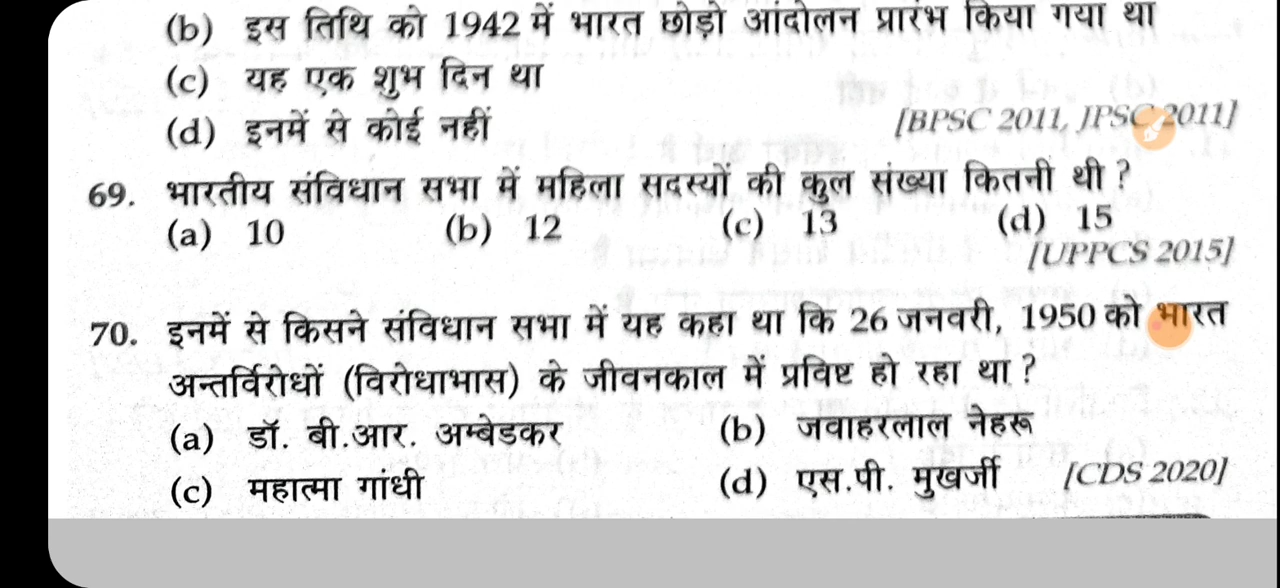 (b) इस तिथि को 1942 में भारत छोड़ो आंदोलन प्रारंभ किया गया था
(c) यह एक शुभ दिन था
(d) इनमें से कोई नहीं
[BPSC 2011, JPSC 2011]
69. भारतीय संविधान सभा में महिला सदस्यों की कुल संख्या कितनी थी ?
(a) 10 (b) 12 (c) 13 (d) 15
[UPPCS 2015]
70. इनमें से किसने संविधान सभा में यह कहा था कि 26 जनवरी, 1950 को भारत
अन्तर्विरोधों (विरोधाभास) के जीवनकाल में प्रविष्ट हो रहा था ?
(a) डॉ. बी.आर. अम्बेडकर (b) जवाहरलाल नेहरू
(c) महात्मा गांधी (d) एस.पी. मुखर्जी [CDS 2020]